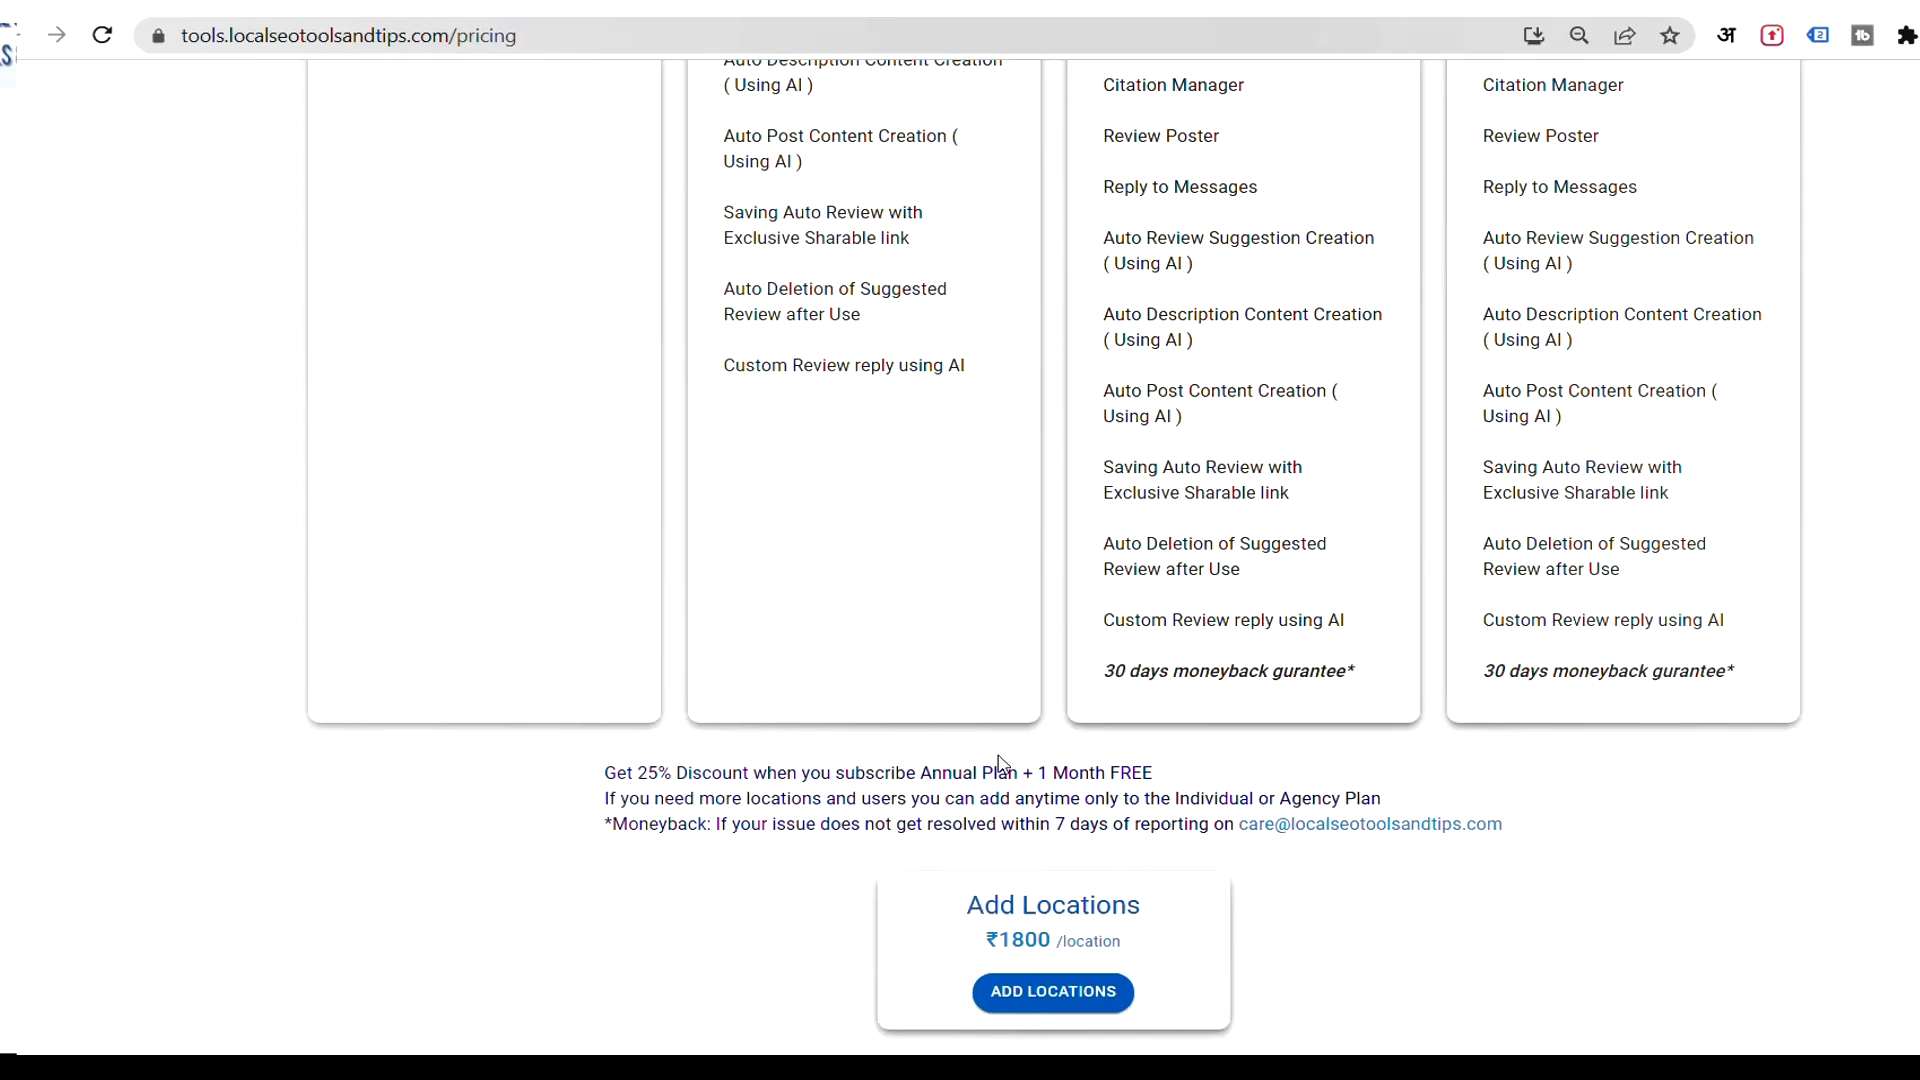 tools.localseotoolsandtips.com/pricing
अ
2
tb
S
Auto Description Content Creation
( Using AI )
Auto Post Content Creation (
Using AI )
Saving Auto Review with
Exclusive Sharable link
Auto Deletion of Suggested
Review after Use
Custom Review reply using AI
Citation Manager
Review Poster
Reply to Messages
Auto Review Suggestion Creation
( Using AI )
Auto Description Content Creation
( Using AI )
Auto Post Content Creation (
Using AI )
Saving Auto Review with
Exclusive Sharable link
Auto Deletion of Suggested
Review after Use
Custom Review reply using AI
30 days moneyback gurantee*
Citation Manager
Review Poster
Reply to Messages
Auto Review Suggestion Creation
( Using AI )
Auto Description Content Creation
( Using AI )
Auto Post Content Creation (
Using AI )
Saving Auto Review with
Exclusive Sharable link
Auto Deletion of Suggested
Review after Use
Custom Review reply using AI
30 days moneyback gurantee*
Get 25% Discount when you subscribe Annual Plan + 1 Month FREE
If you need more locations and users you can add anytime only to the Individual or Agency Plan
*Moneyback: If your issue does not get resolved within 7 days of reporting on care@localseotoolsandtips.com
Add Locations
₹1800 /location
ADD LOCATIONS